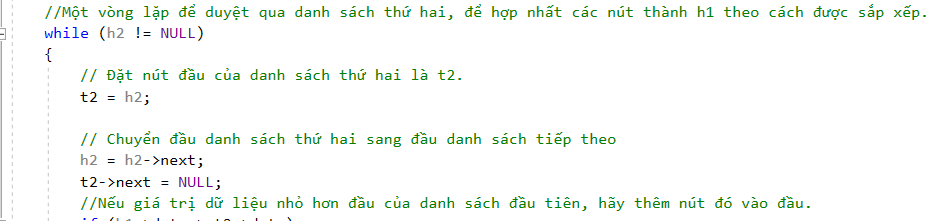 //Một vòng lặp để duyệt qua danh sách thứ hai, để hợp nhất các nút thành h1 theo cách được sắp xếp.
while (h2 != NULL)
{
// Đặt nút đầu của danh sách thứ hai là t2.
t2 = h2;
// Chuyển đầu danh sách thứ hai sang đầu danh sách tiếp theo
h2 = h2->next;
t2->next = NULL;
//Nếu giá trị dữ liệu nhỏ hơn đầu của danh sách đầu tiên, hãy thêm nút đó vào đầu.